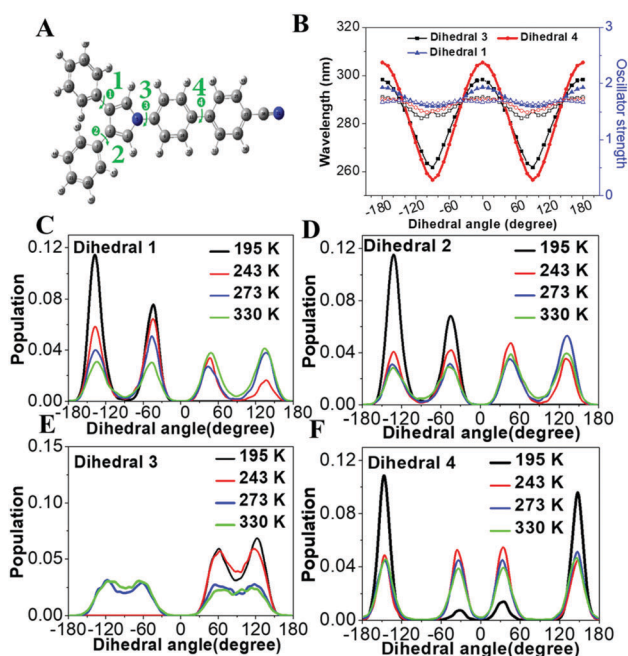 A
1
3
4
1
3
4
2
2
B
Dihedral 3
Dihedral 4
Dihedral 1
Wavelength (nm)
320
300
280
260
Oscillator strength
3
2
1
0
-180
-120
-60
0
60
120
180
Dihedral angle (degree)
C
Dihedral 1
195 K
243 K
273 K
330 K
Population
0.12
0.08
0.04
0.00
-180 -120 -60 0 60 120 180
Dihedral angle(degree)
D
Dihedral 2
195 K
243 K
273 K
330 K
Population
0.12
0.08
0.04
0.00
-180 -120 -60 0 60 120 180
Dihedral angle(degree)
E
Dihedral 3
195 K
243 K
273 K
330 K
Population
0.15
0.10
0.05
0.00
-180 -120 -60 0 60 120 180
Dihedral angle(degree)
F
Dihedral 4
195 K
243 K
273 K
330 K
Population
0.12
0.08
0.04
0.00
-180 -120 -60 0 60 120 180
Dihedral angle(degree)